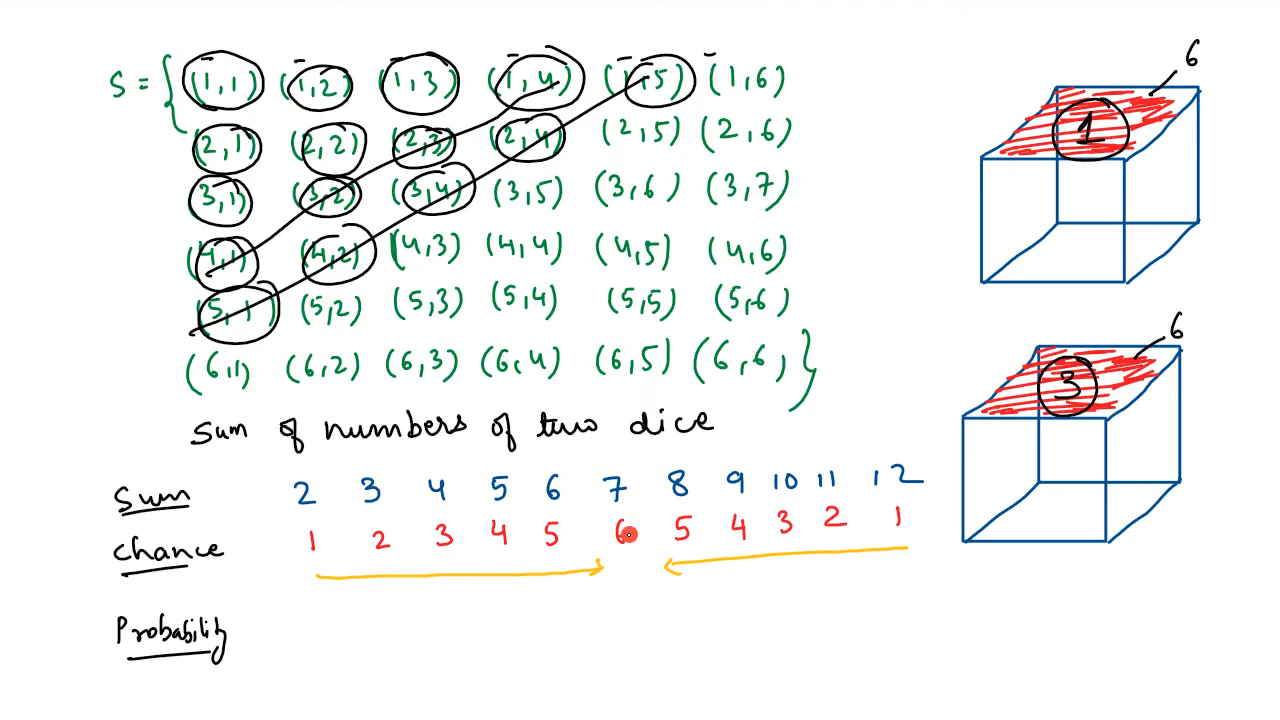 S = { (1,1) (1,2) (1,3) (1,4) (1,5) (1,6)
(2,1) (2,2) (2,3) (2,4) (2,5) (2,6)
(3,1) (3,2) (3,4) (3,5) (3,6) (3,7)
(4,1) (4,2) (4,3) (4,4) (4,5) (4,6)
(5,1) (5,2) (5,3) (5,4) (5,5) (5,6)
(6,1) (6,2) (6,3) (6,4) (6,5) (6,6) }
6
1
6
3
Sum of numbers of two dice
Sum 2 3 4 5 6 7 8 9 10 11 12
Chance 1 2 3 4 5 6 5 4 3 2 1
Probability